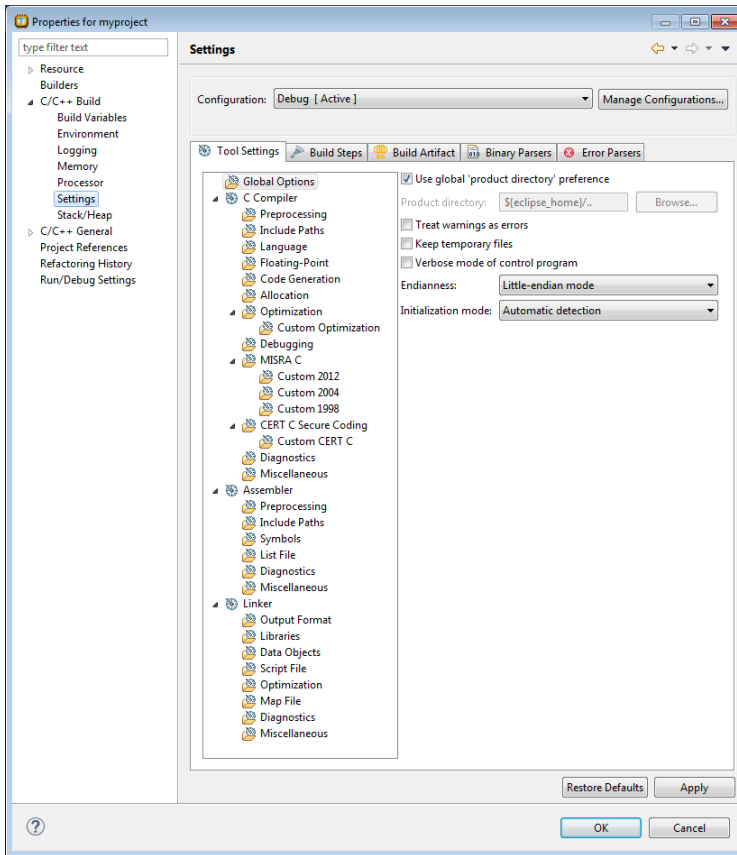 Properties for myproject
type filter text
Resource
Builders
C/C++ Build
Build Variables
Environment
Logging
Memory
Processor
Settings
Stack/Heap
C/C++ General
Project References
Refactoring History
Run/Debug Settings
Settings
Configuration: Debug [ Active ] Manage Configurations...
Tool Settings Build Steps Build Artifact Binary Parsers Error Parsers
Global Options
C Compiler
Preprocessing
Include Paths
Language
Floating-Point
Code Generation
Allocation
Optimization
Custom Optimization
Debugging
MISRA C
Custom 2012
Custom 2004
Custom 1998
CERT C Secure Coding
Custom CERT C
Diagnostics
Miscellaneous
Assembler
Preprocessing
Include Paths
Symbols
List File
Diagnostics
Miscellaneous
Linker
Output Format
Libraries
Data Objects
Script File
Optimization
Map File
Diagnostics
Miscellaneous
Use global 'product directory' preference
Product directory: ${eclipse_home}/.. Browse...
Treat warnings as errors
Keep temporary files
Verbose mode of control program
Endianness: Little-endian mode
Initialization mode: Automatic detection
Restore Defaults Apply
OK Cancel